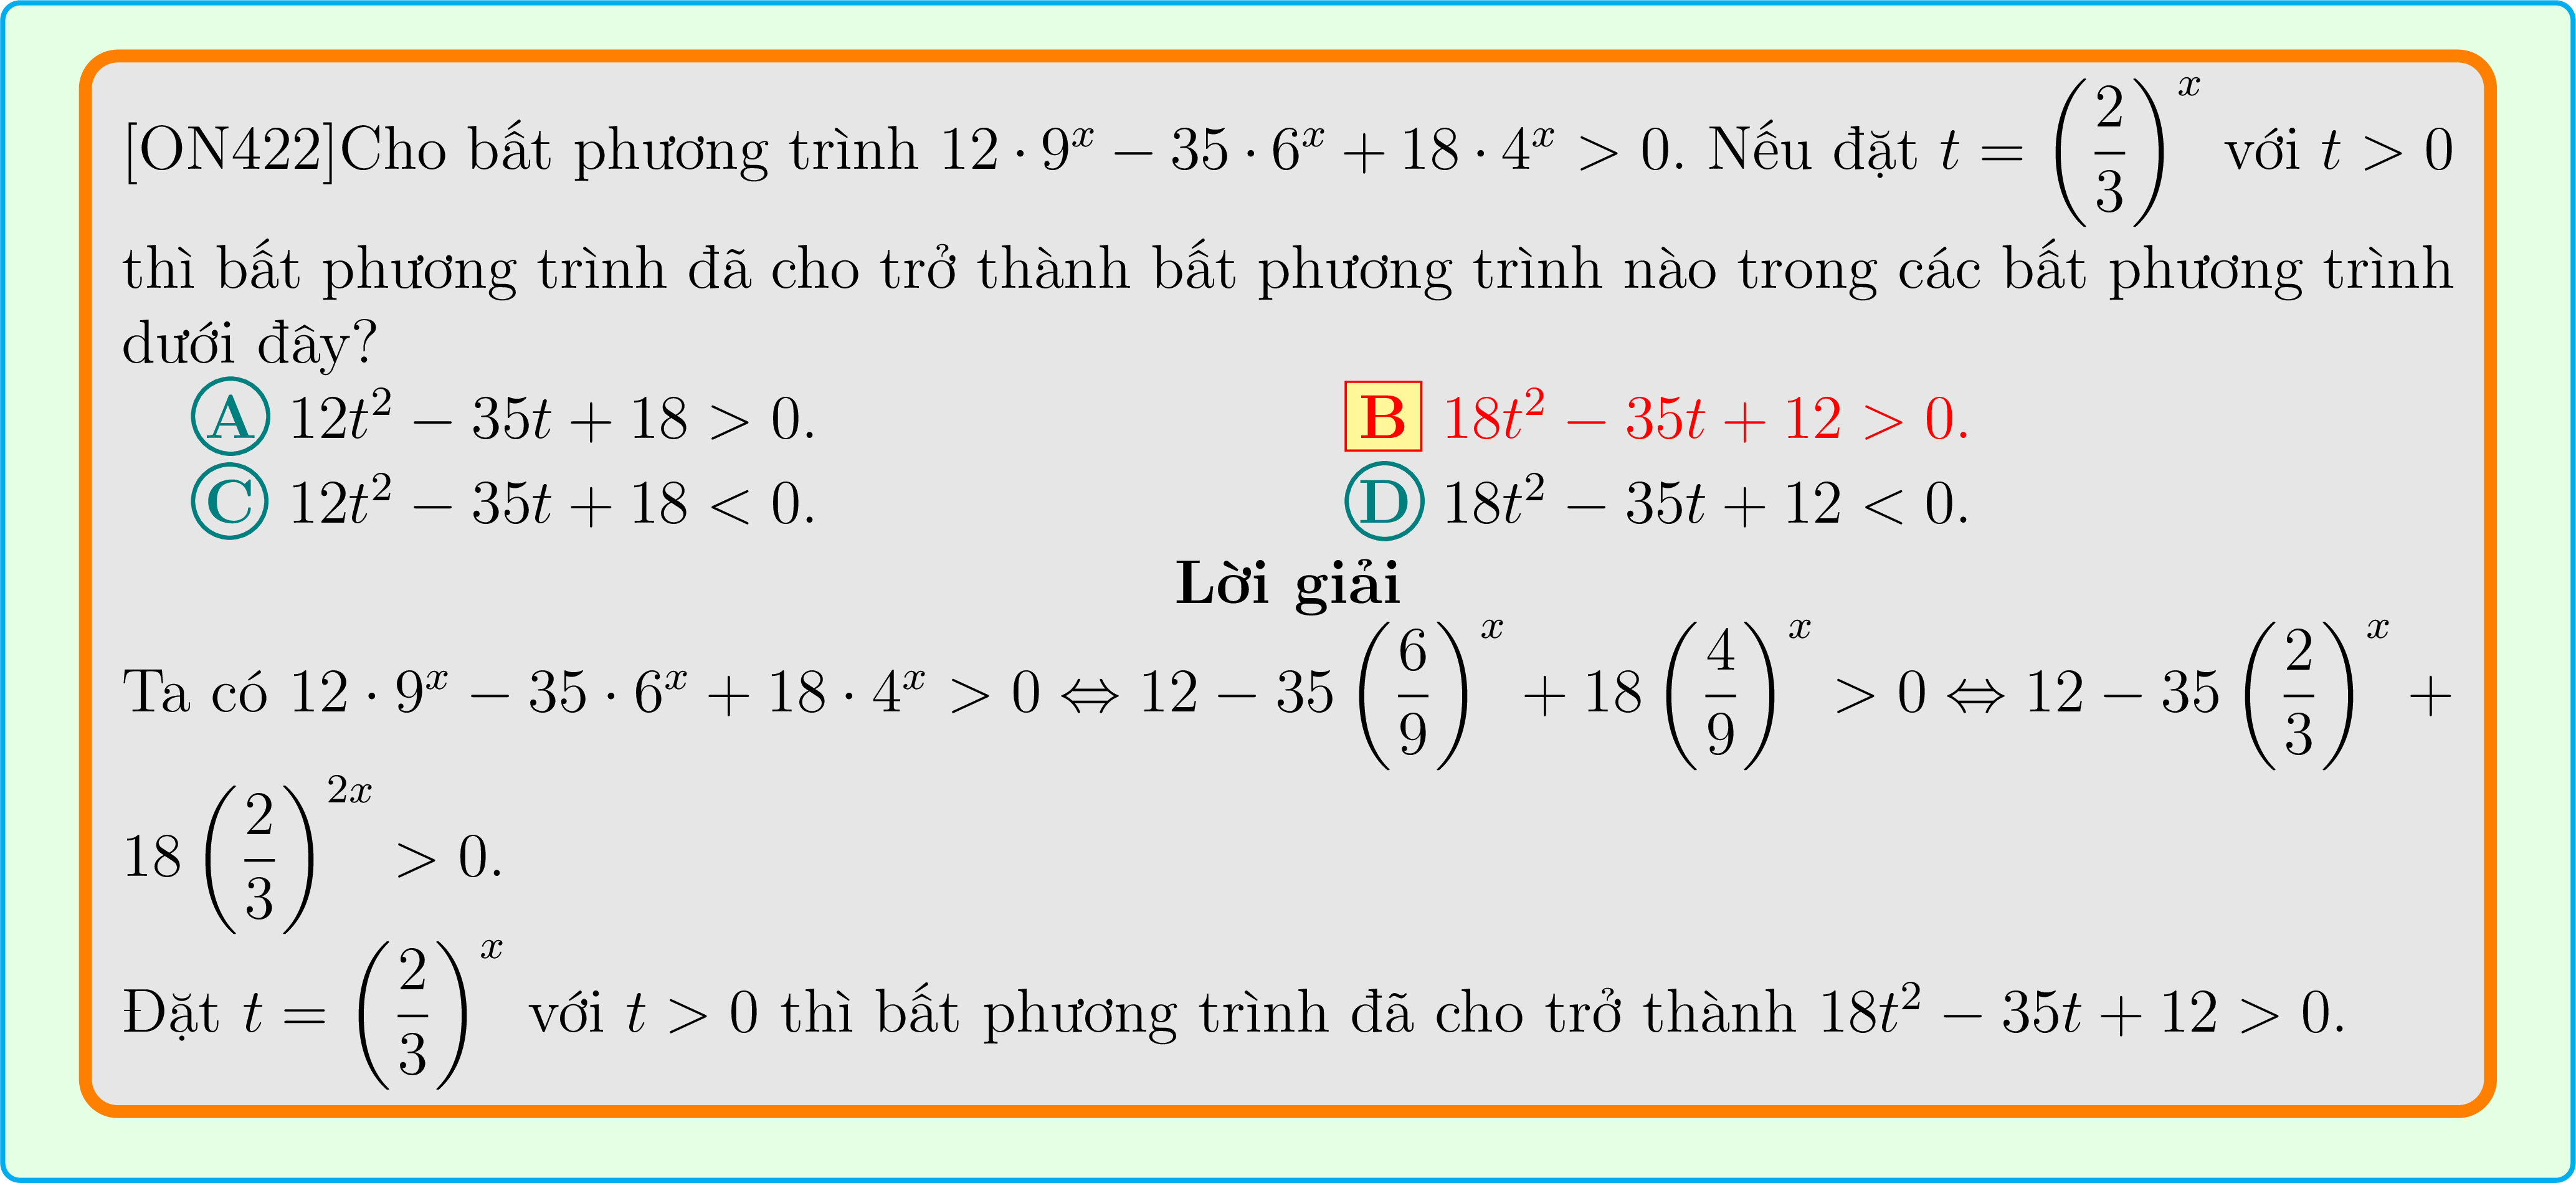 [ON422]Cho bất phương trình $12 \cdot 9^x - 35 \cdot 6^x + 18 \cdot 4^x > 0$. Nếu đặt $t = \left(\dfrac{2}{3}\right)^x$ với $t > 0$
thì bất phương trình đã cho trở thành bất phương trình nào trong các bất phương trình
dưới đây?
A $12t^2 - 35t + 18 > 0$. B $18t^2 - 35t + 12 > 0$.
C $12t^2 - 35t + 18 < 0$. D $18t^2 - 35t + 12 < 0$.
Lời giải
Ta có $12 \cdot 9^x - 35 \cdot 6^x + 18 \cdot 4^x > 0 \Leftrightarrow 12 - 35\left(\dfrac{6}{9}\right)^x + 18\left(\dfrac{4}{9}\right)^x > 0 \Leftrightarrow 12 - 35\left(\dfrac{2}{3}\right)^x +$
$18\left(\dfrac{2}{3}\right)^{2x} > 0$.
Đặt $t = \left(\dfrac{2}{3}\right)^x$ với $t > 0$ thì bất phương trình đã cho trở thành $18t^2 - 35t + 12 > 0$.